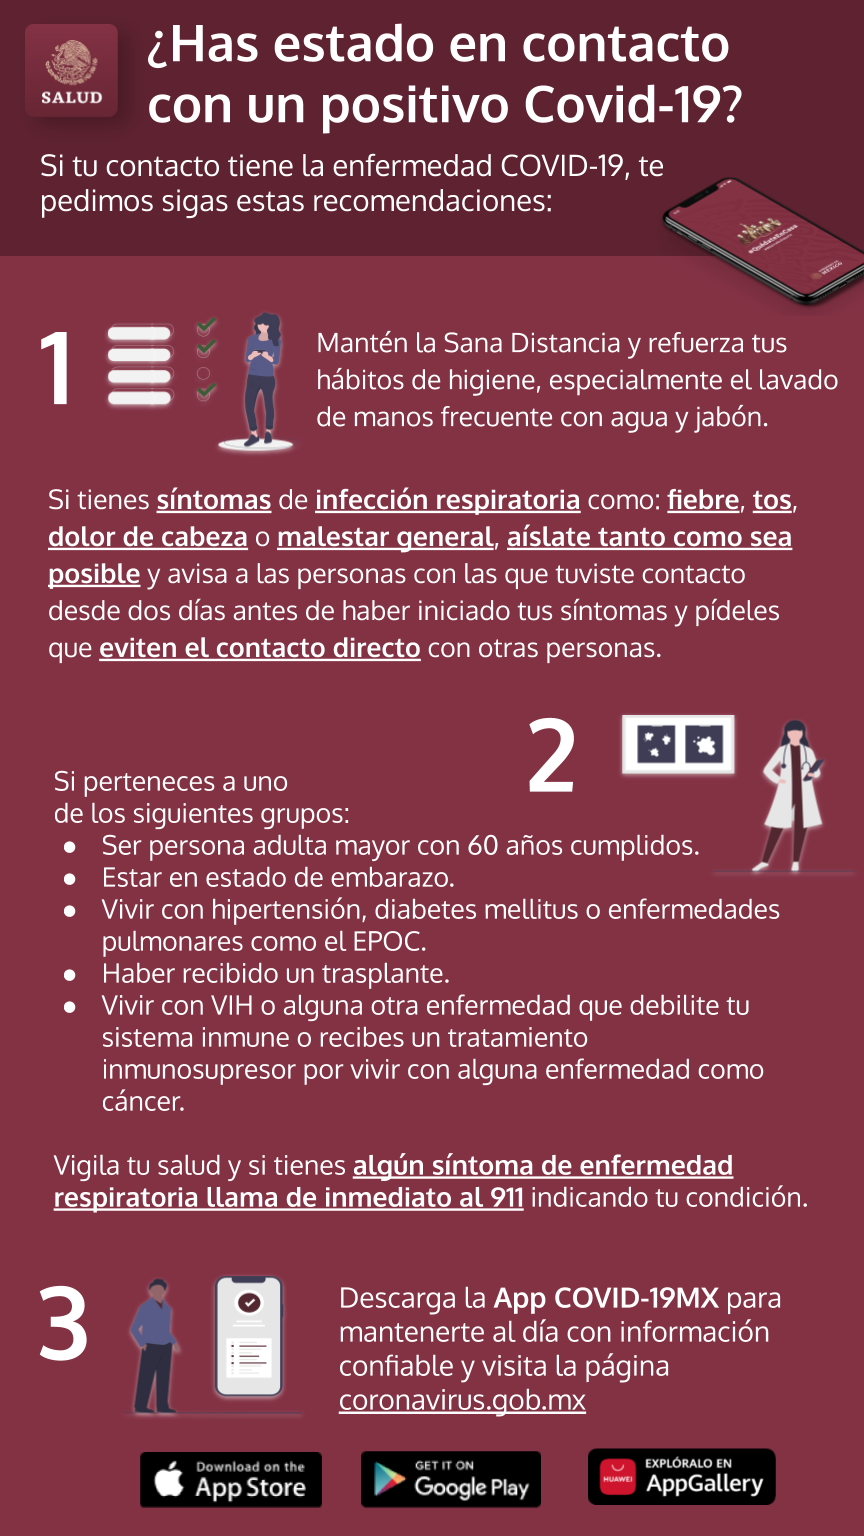 SALUD
¿Has estado en contacto
con un positivo Covid-19?
Si tu contacto tiene la enfermedad COVID-19, te
pedimos sigas estas recomendaciones:
#QuédateEnCasa
MÉXICO
1
Mantén la Sana Distancia y refuerza tus
hábitos de higiene, especialmente el lavado
de manos frecuente con agua y jabón.
Si tienes síntomas de infección respiratoria como: fiebre, tos,
dolor de cabeza o malestar general, aíslate tanto como sea
posible y avisa a las personas con las que tuviste contacto
desde dos días antes de haber iniciado tus síntomas y pídeles
que eviten el contacto directo con otras personas.
2
Si perteneces a uno
de los siguientes grupos:
● Ser persona adulta mayor con 60 años cumplidos.
● Estar en estado de embarazo.
● Vivir con hipertensión, diabetes mellitus o enfermedades
pulmonares como el EPOC.
● Haber recibido un trasplante.
● Vivir con VIH o alguna otra enfermedad que debilite tu
sistema inmune o recibes un tratamiento
inmunosupresor por vivir con alguna enfermedad como
cáncer.
Vigila tu salud y si tienes algún síntoma de enfermedad
respiratoria llama de inmediato al 911 indicando tu condición.
3
Descarga la App COVID-19MX para
mantenerte al día con información
confiable y visita la página
coronavirus.gob.mx
Download on the
App Store
GET IT ON
Google Play
HUAWEI
EXPLÓRALO EN
AppGallery